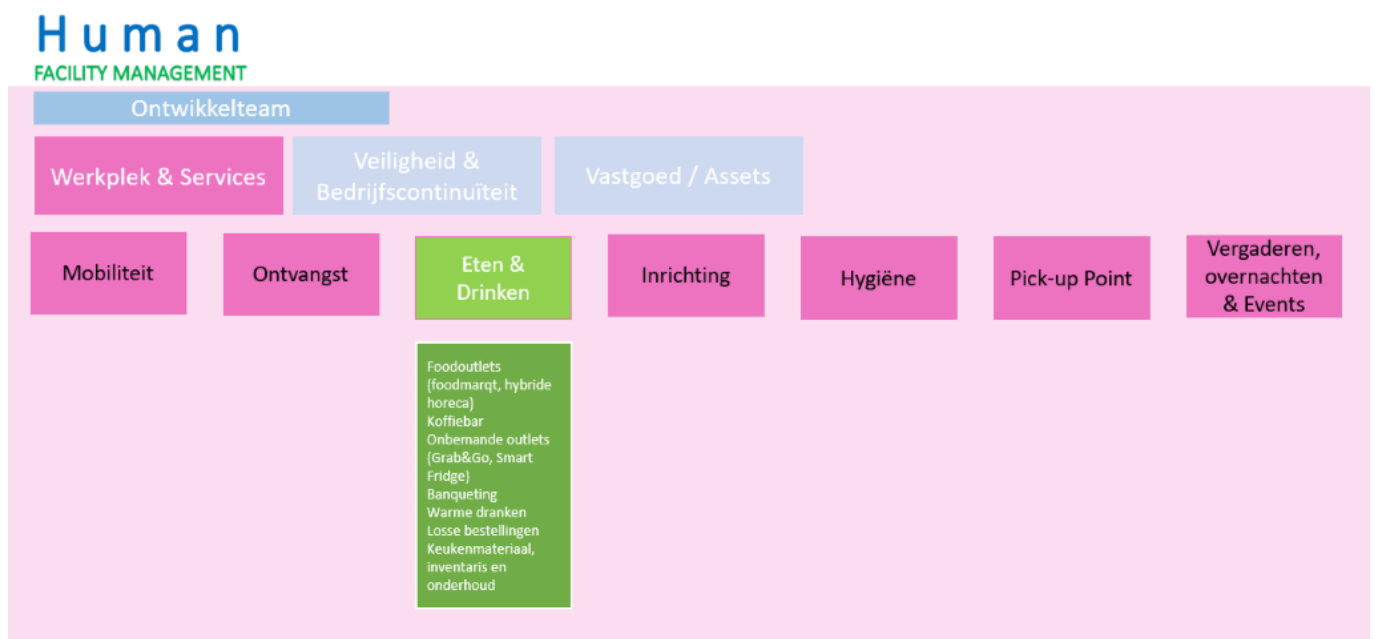 Human
FACILITY MANAGEMENT
Ontwikkelteam
Werkplek & Services
Veiligheid &
Bedrijfscontinuïteit
Vastgoed / Assets
Mobiliteit
Ontvangst
Eten &
Drinken
Inrichting
Hygiëne
Pick-up Point
Vergaderen,
overnachten
& Events
Foodoutlets
(foodmarqt, hybride
horeca)
Koffiebar
Onbemande outlets
(Grab&Go, Smart
Fridge)
Banqueting
Warme dranken
Losse bestellingen
Keukenmateriaal,
inventaris en
onderhoud